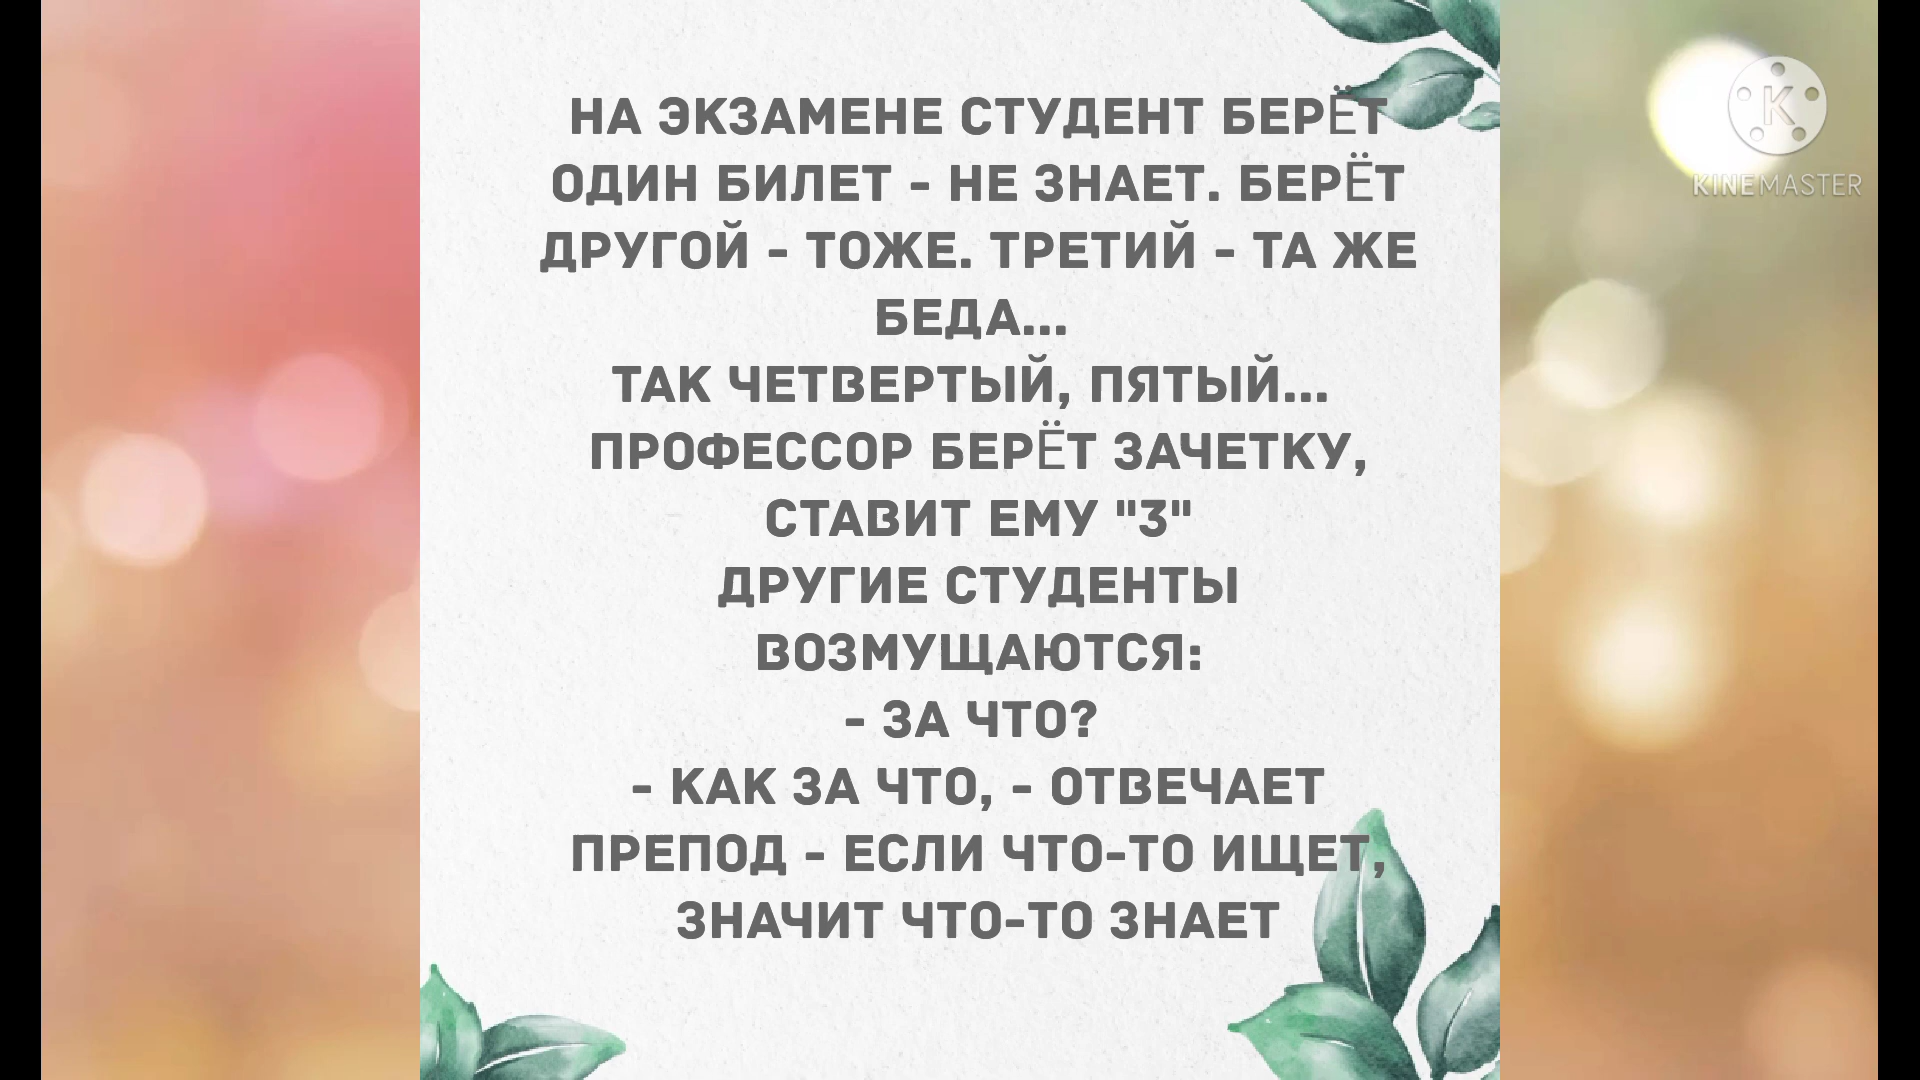 НА ЭКЗАМЕНЕ СТУДЕНТ БЕРЁТ
ОДИН БИЛЕТ - НЕ ЗНАЕТ. БЕРЁТ
ДРУГОЙ - ТОЖЕ. ТРЕТИЙ - ТА ЖЕ
БЕДА...
ТАК ЧЕТВЕРТЫЙ, ПЯТЫЙ...
ПРОФЕССОР БЕРЁТ ЗАЧЕТКУ,
СТАВИТ ЕМУ "3"
ДРУГИЕ СТУДЕНТЫ
ВОЗМУЩАЮТСЯ:
- ЗА ЧТО?
- КАК ЗА ЧТО, - ОТВЕЧАЕТ
ПРЕПОД - ЕСЛИ ЧТО-ТО ИЩЕТ,
ЗНАЧИТ ЧТО-ТО ЗНАЕТ
K
KINEMASTER